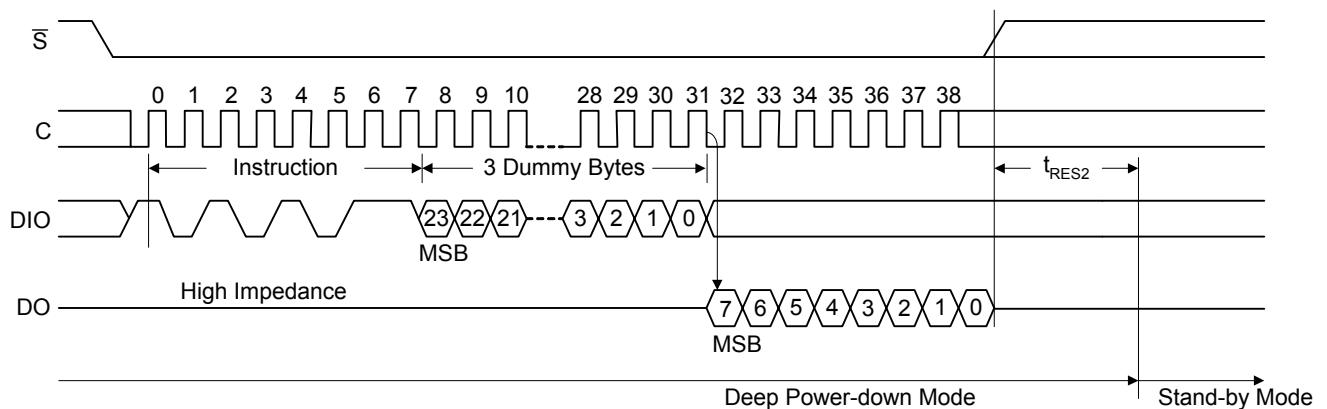 S
0 1 2 3 4 5 6 7 8 9 10 28 29 30 31 32 33 34 35 36 37 38
C
Instruction 3 Dummy Bytes tRES2
DIO 23 22 21 3 2 1 0
MSB
High Impedance
DO 7 6 5 4 3 2 1 0
MSB
Deep Power-down Mode Stand-by Mode